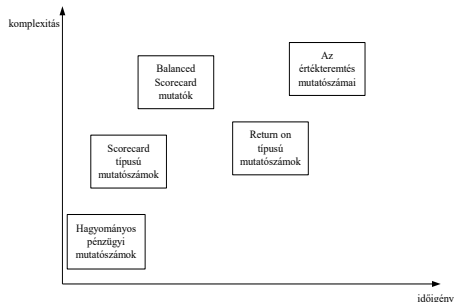 komplexitás
Balanced
Scorecard
mutatók
Az
értékteremtés
mutatószámai
Scorecard
típusú
mutatószámok
Return on
típusú
mutatószámok
Hagyományos
pénzügyi
mutatószámok
időigény